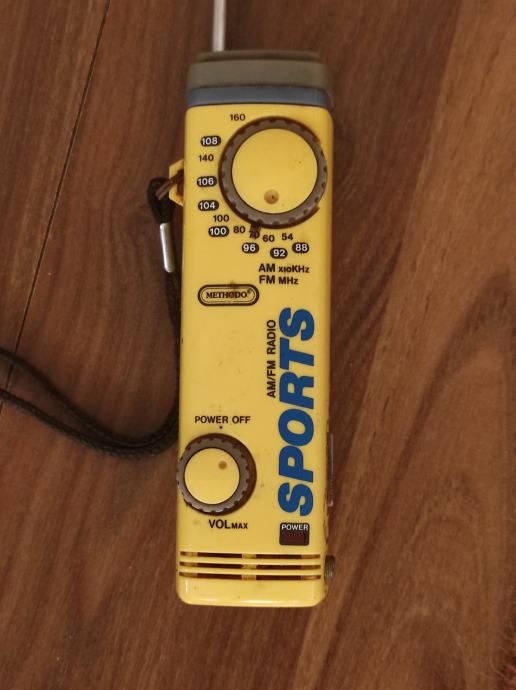 160
108
140
106
104
100
100 80 70 60 54
96 92 88
AM x10KHz
FM MHz
METHODO®
AM/FM RADIO
SPORTS
POWER OFF
VOL MAX
POWER